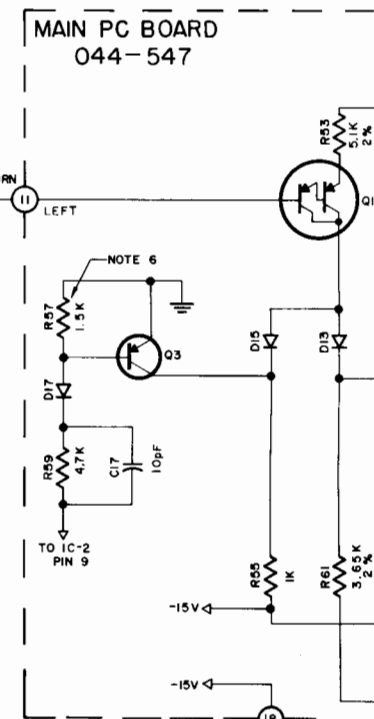 MAIN PC BOARD
044-547
R53
5.1K
2%
RN
11
LEFT
Q1
NOTE 6
R57
1.5K
Q3
D15
D13
D17
R59
4.7K
C17
10pF
TO IC-2
PIN 9
R55
1K
R61
3.65K
2%
-15V
-15V